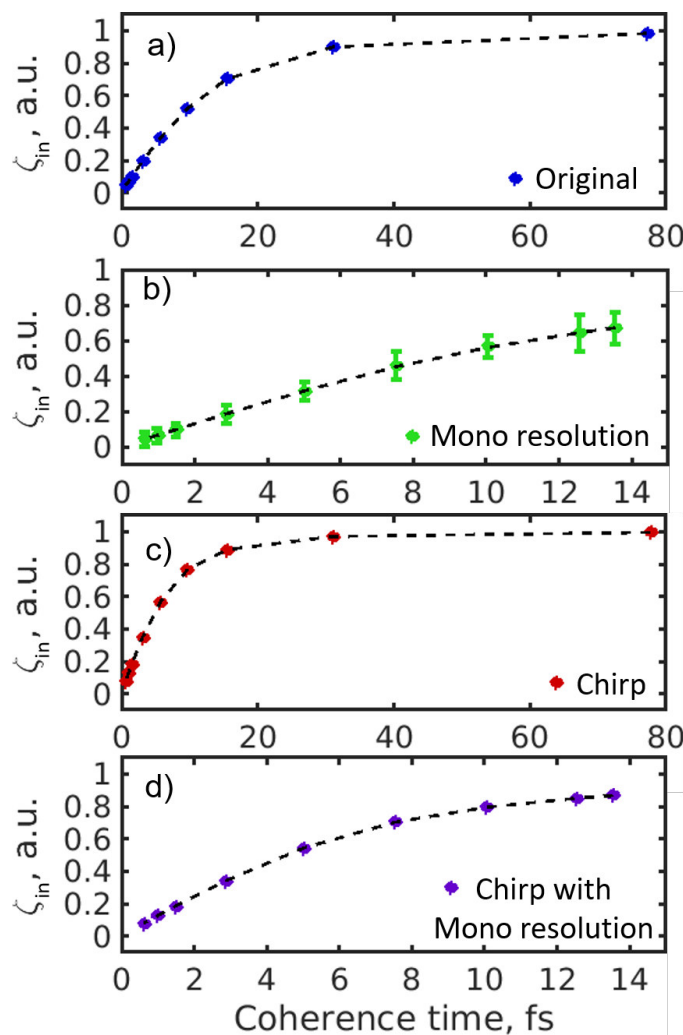 a)
1
0.8
0.6
0.4
0.2
0
ζin, a.u.
Original
0 20 40 60 80
b)
1
0.8
0.6
0.4
0.2
0
ζin, a.u.
Mono resolution
0 2 4 6 8 10 12 14
c)
1
0.8
0.6
0.4
0.2
0
ζin, a.u.
Chirp
0 20 40 60 80
d)
1
0.8
0.6
0.4
0.2
0
ζin, a.u.
Chirp with
Mono resolution
0 2 4 6 8 10 12 14
Coherence time, fs